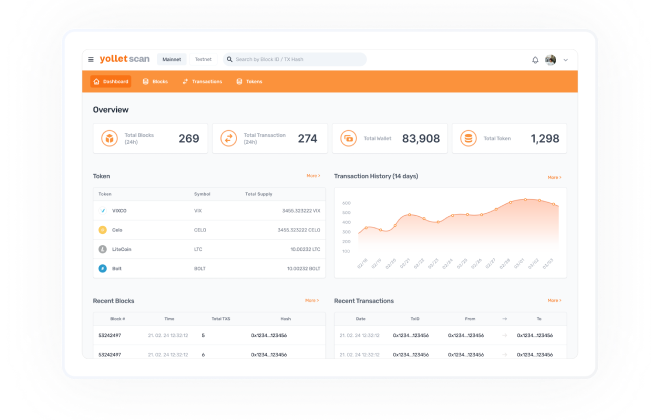 yollet scan Mainnet Testnet Search by Block ID / TX Hash
Dashboard Blocks Transactions Tokens
Overview
Total Blocks (24h) 269
Total Transaction (24h) 274
Total Wallet 83,908
Total Token 1,298
Token More >
Token Symbol Total Supply
VIXCO VIX 3455.323222 VIX
Celo CELO 3455.323222 CELO
LiteCoin LTC 10.00232 LTC
Bolt BOLT 10.00232 BOLT
Transaction History (14 days) More >
600
500
400
300
200
100
Recent Blocks More >
Block # Time Total TXS Hash
53242497 21. 02. 24 12:32:12 5 0x1234...123456
53242497 21. 02. 24 12:32:12 6 0x1234...123456
Recent Transactions More >
Date TxID From → To
21. 02. 24 12:32:12 0x1234...123456 0x1234...123456 → 0x1234...123456
21. 02. 24 12:32:12 0x1234...123456 0x1234...123456 → 0x1234...123456